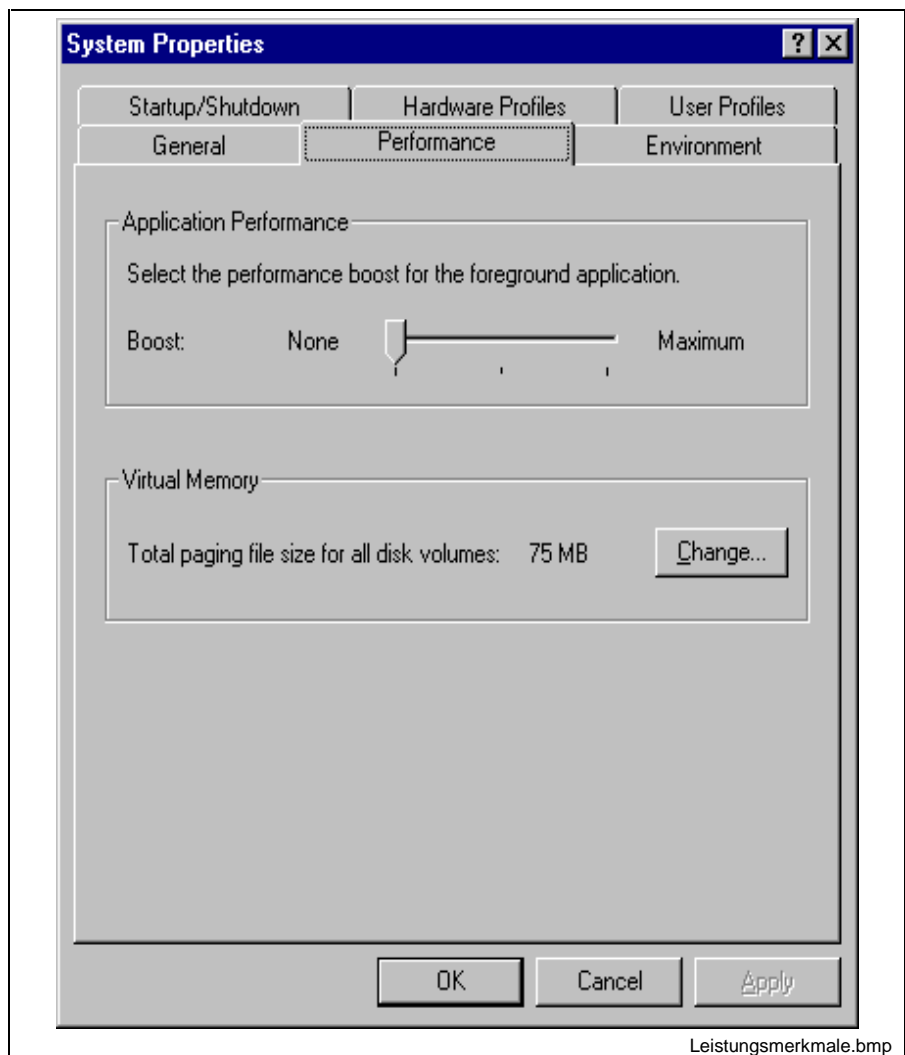 System Properties
Startup/Shutdown Hardware Profiles User Profiles
General Performance Environment
Application Performance
Select the performance boost for the foreground application.
Boost: None Maximum
Virtual Memory
Total paging file size for all disk volumes: 75 MB Change...
OK Cancel Apply
Leistungsmerkmale.bmp